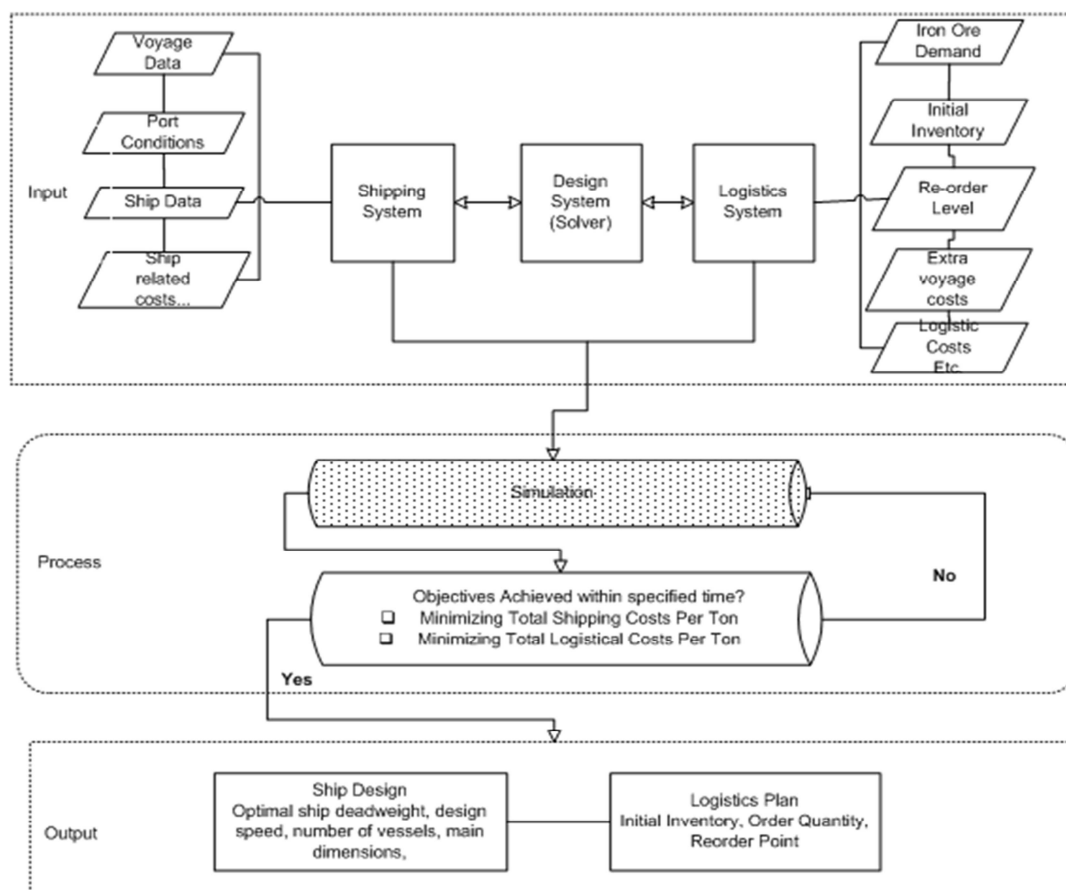 Input
Voyage
Data
Port
Conditions
Ship Data
Ship
related
costs...
Shipping
System
Design
System
(Solver)
Logistics
System
Iron Ore
Demand
Initial
Inventory
Re-order
Level
Extra
voyage
costs
Logistic
Costs
Etc.
Process
Simulation
Objectives Achieved within specified time?
Minimizing Total Shipping Costs Per Ton
Minimizing Total Logistical Costs Per Ton
No
Yes
Output
Ship Design
Optimal ship deadweight, design
speed, number of vessels, main
dimensions,
Logistics Plan
Initial Inventory, Order Quantity,
Reorder Point